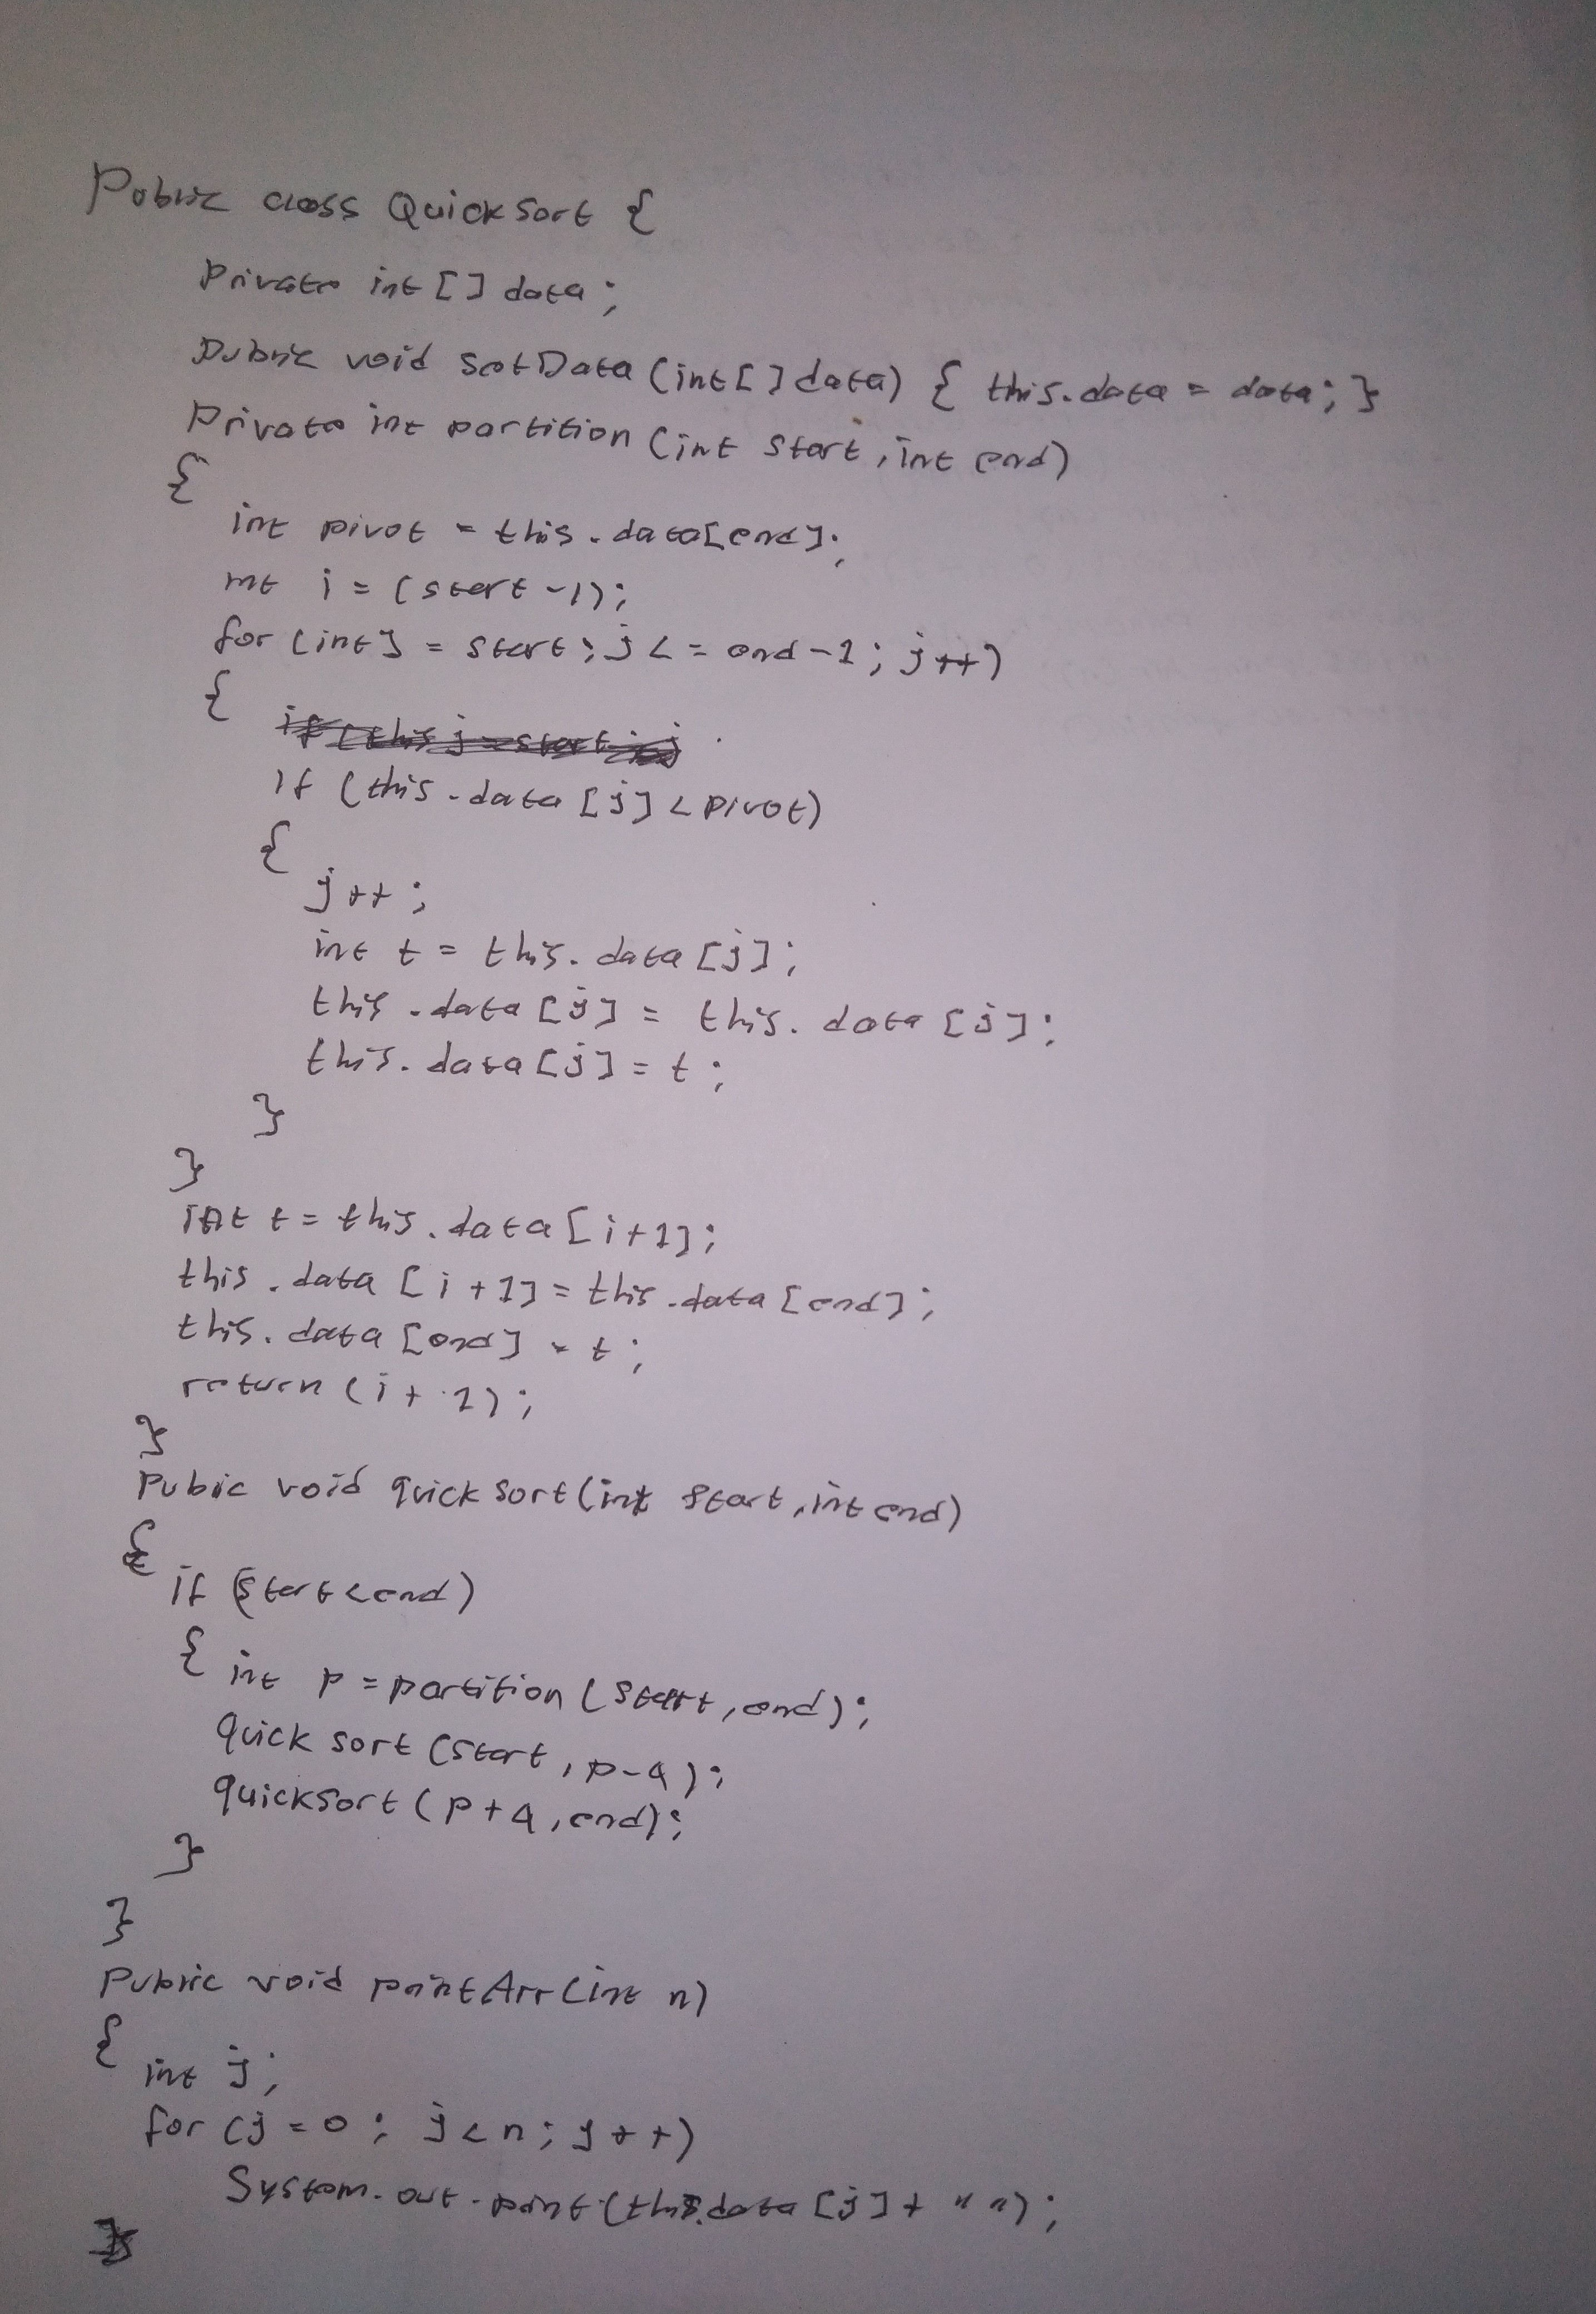 Public class QuickSort {
Private int [] data;
Public void setData (int[] data) { this.data = data; }
Private int partition (int start, int end)
{
int pivot = this.data[end];
int i = (start -1);
for (int j = start; j <= end-1; j++)
{
if (this.data [j] < pivot)
{
j++;
int t = this.data [j];
this.data [j] = this.data [j];
this.data [j] = t;
}
}
int t = this.data [i+1];
this.data [i+1] = this.data [end];
this.data [end] = t;
return (i+1);
}
Public void quick sort (int start, int end)
{
if (start < end)
{ int p = partition (start, end);
quick sort (start, p-1);
quicksort (p+1, end);
}
}
Public void printArr (int n)
{
int j;
for (j = 0; j < n; j++)
System.out.print (this.data [j] + " ");
}